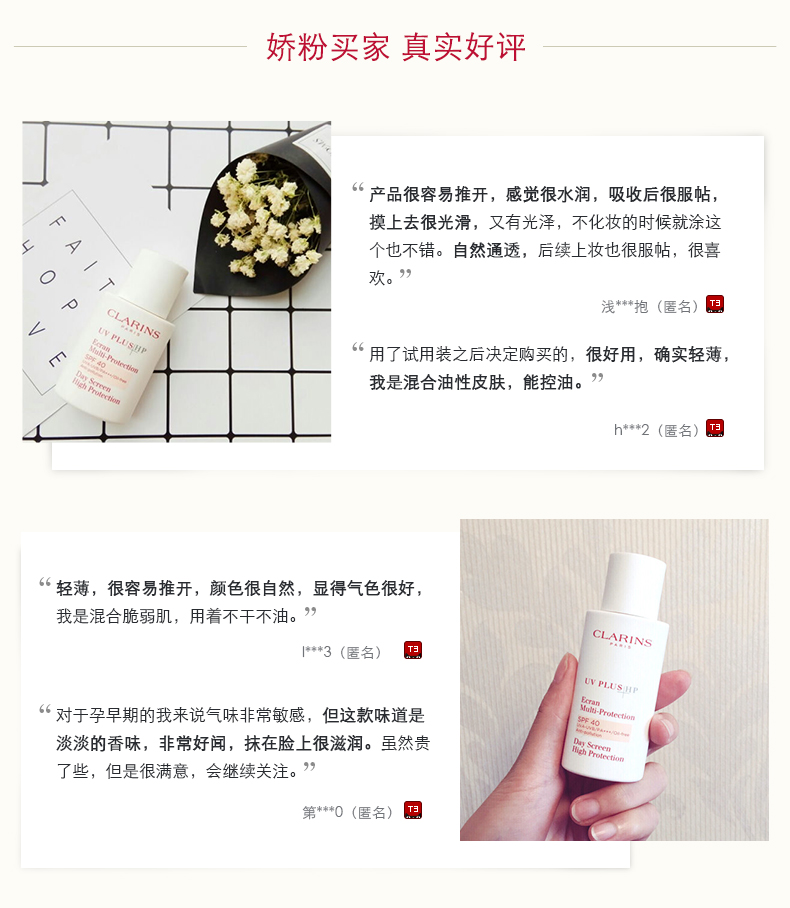 娇粉买家 真实好评
FAITH
HOPE
CLARINS
PARIS
UV PLUS HP
Ecran
Multi-Protection
SPF 40
Day Screen
High Protection
“产品很容易推开，感觉很水润，吸收后很服帖，
摸上去很光滑，又有光泽，不化妆的时候就涂这
个也不错。自然通透，后续上妆也很服帖，很喜
欢。”
浅***抱（匿名） T3
“用了试用装之后决定购买的，很好用，确实轻薄，
我是混合油性皮肤，能控油。”
h***2（匿名） T3
“轻薄，很容易推开，颜色很自然，显得气色很好，
我是混合脆弱肌，用着不干不油。”
l***3（匿名） T3
“对于孕早期的我来说气味非常敏感，但这款味道是
淡淡的香味，非常好闻，抹在脸上很滋润。虽然贵
了些，但是很满意，会继续关注。”
第***0（匿名） T3
CLARINS
PARIS
UV PLUS HP
Ecran
Multi-Protection
SPF 40
Day Screen
High Protection